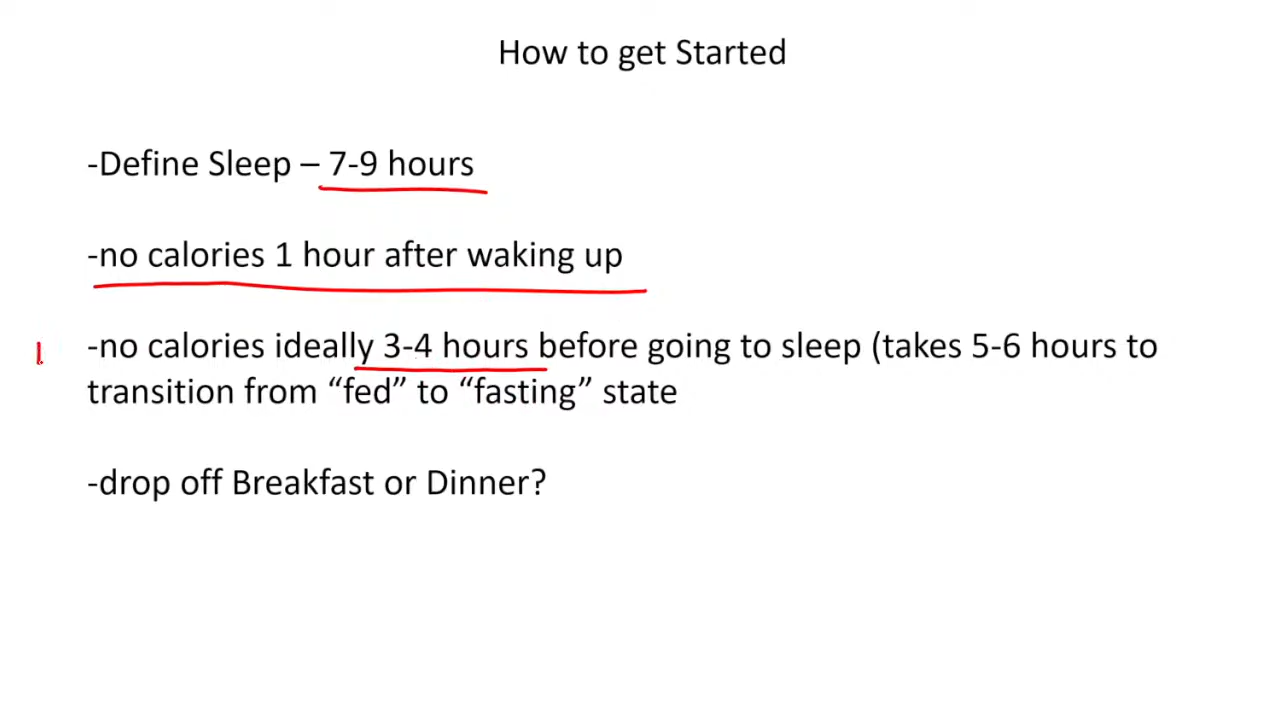 How to get Started
-Define Sleep – 7-9 hours
-no calories 1 hour after waking up
-no calories ideally 3-4 hours before going to sleep (takes 5-6 hours to
transition from “fed” to “fasting” state
-drop off Breakfast or Dinner?